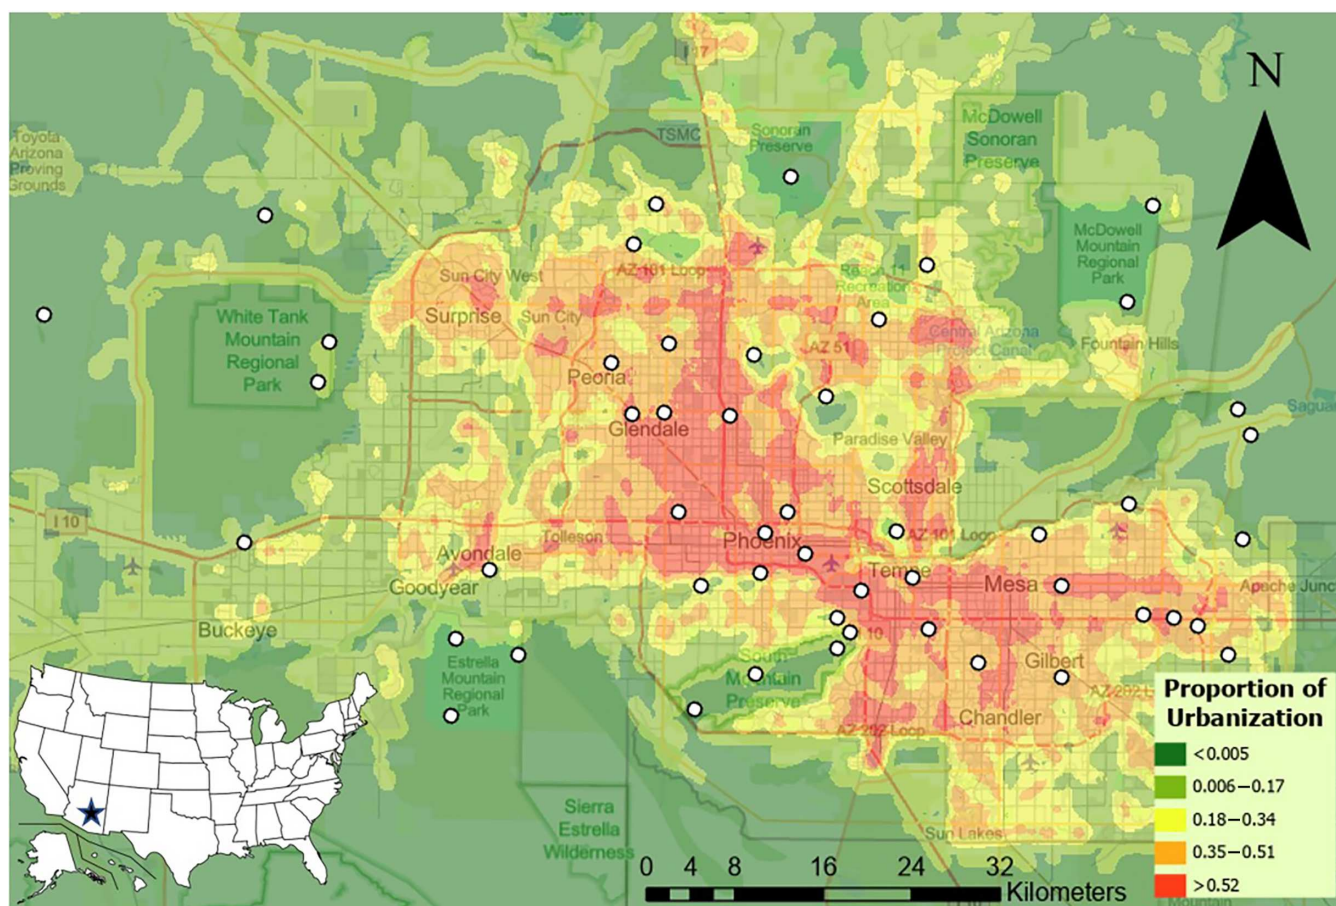 Park
I 17
N
Toyota
Arizona
Proving
Grounds
TSMC
Sonoran
Preserve
McDowell
Sonoran
Preserve
McDowell
Mountain
Regional
Park
Sun City West
AZ 101 Loop
Reach 11
Recreation
Area
White Tank
Mountain
Regional
Park
Surprise
Sun City
AZ 51
Central Arizona
Project Canal
Fountain Hills
Peoria
Glendale
Paradise Valley
Scottsdale
I 10
Phoenix
AZ 101 Loop
Tolleson
Avondale
Goodyear
Tempe
Mesa
Buckeye
10
Estrella
Mountain
Regional
Park
South
Mountain
Preserve
Gilbert
AZ 202 L
Chandler
AZ 202 Loop
Sierra
Estrella
Wilderness
Sun Lakes
Proportion of
Urbanization
<0.005
0.006–0.17
0.18–0.34
0.35–0.51
>0.52
0 4 8 16 24 32
Kilometers
Mountain